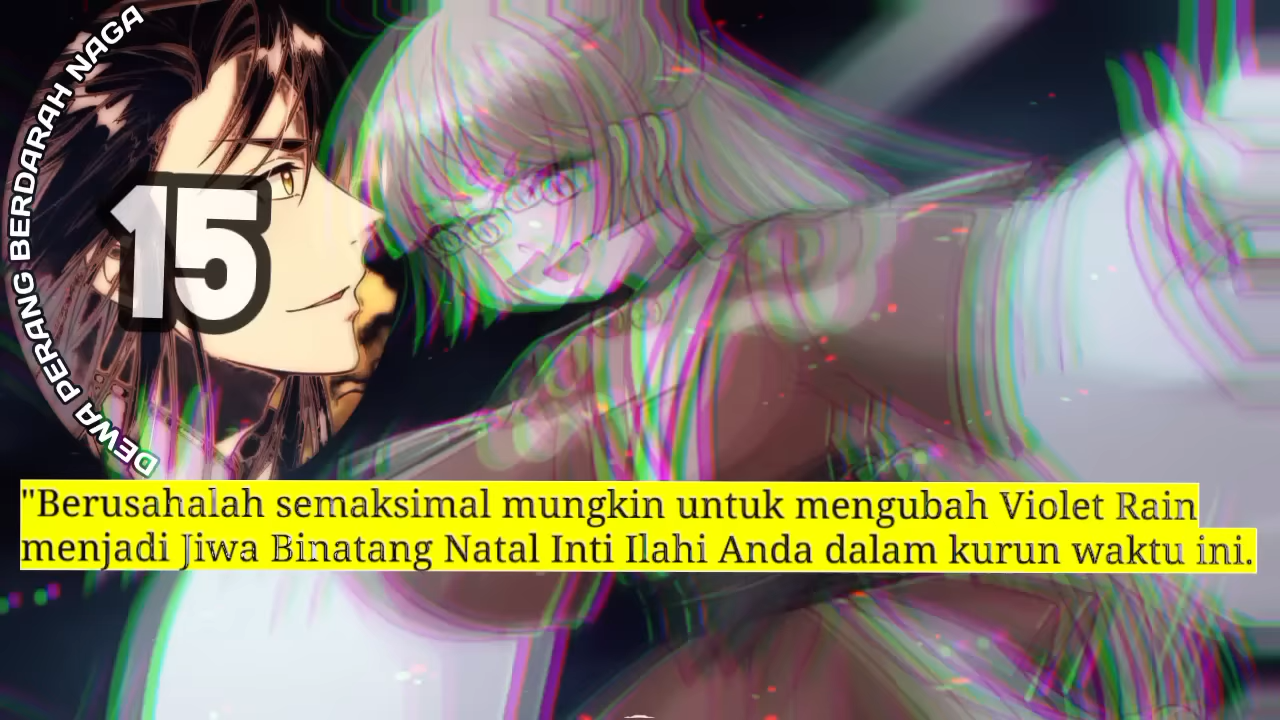 DEWA PERANG BERDARAH NAGA
15
"Berusahalah semaksimal mungkin untuk mengubah Violet Rain
menjadi Jiwa Binatang Natal Inti Ilahi Anda dalam kurun waktu ini.